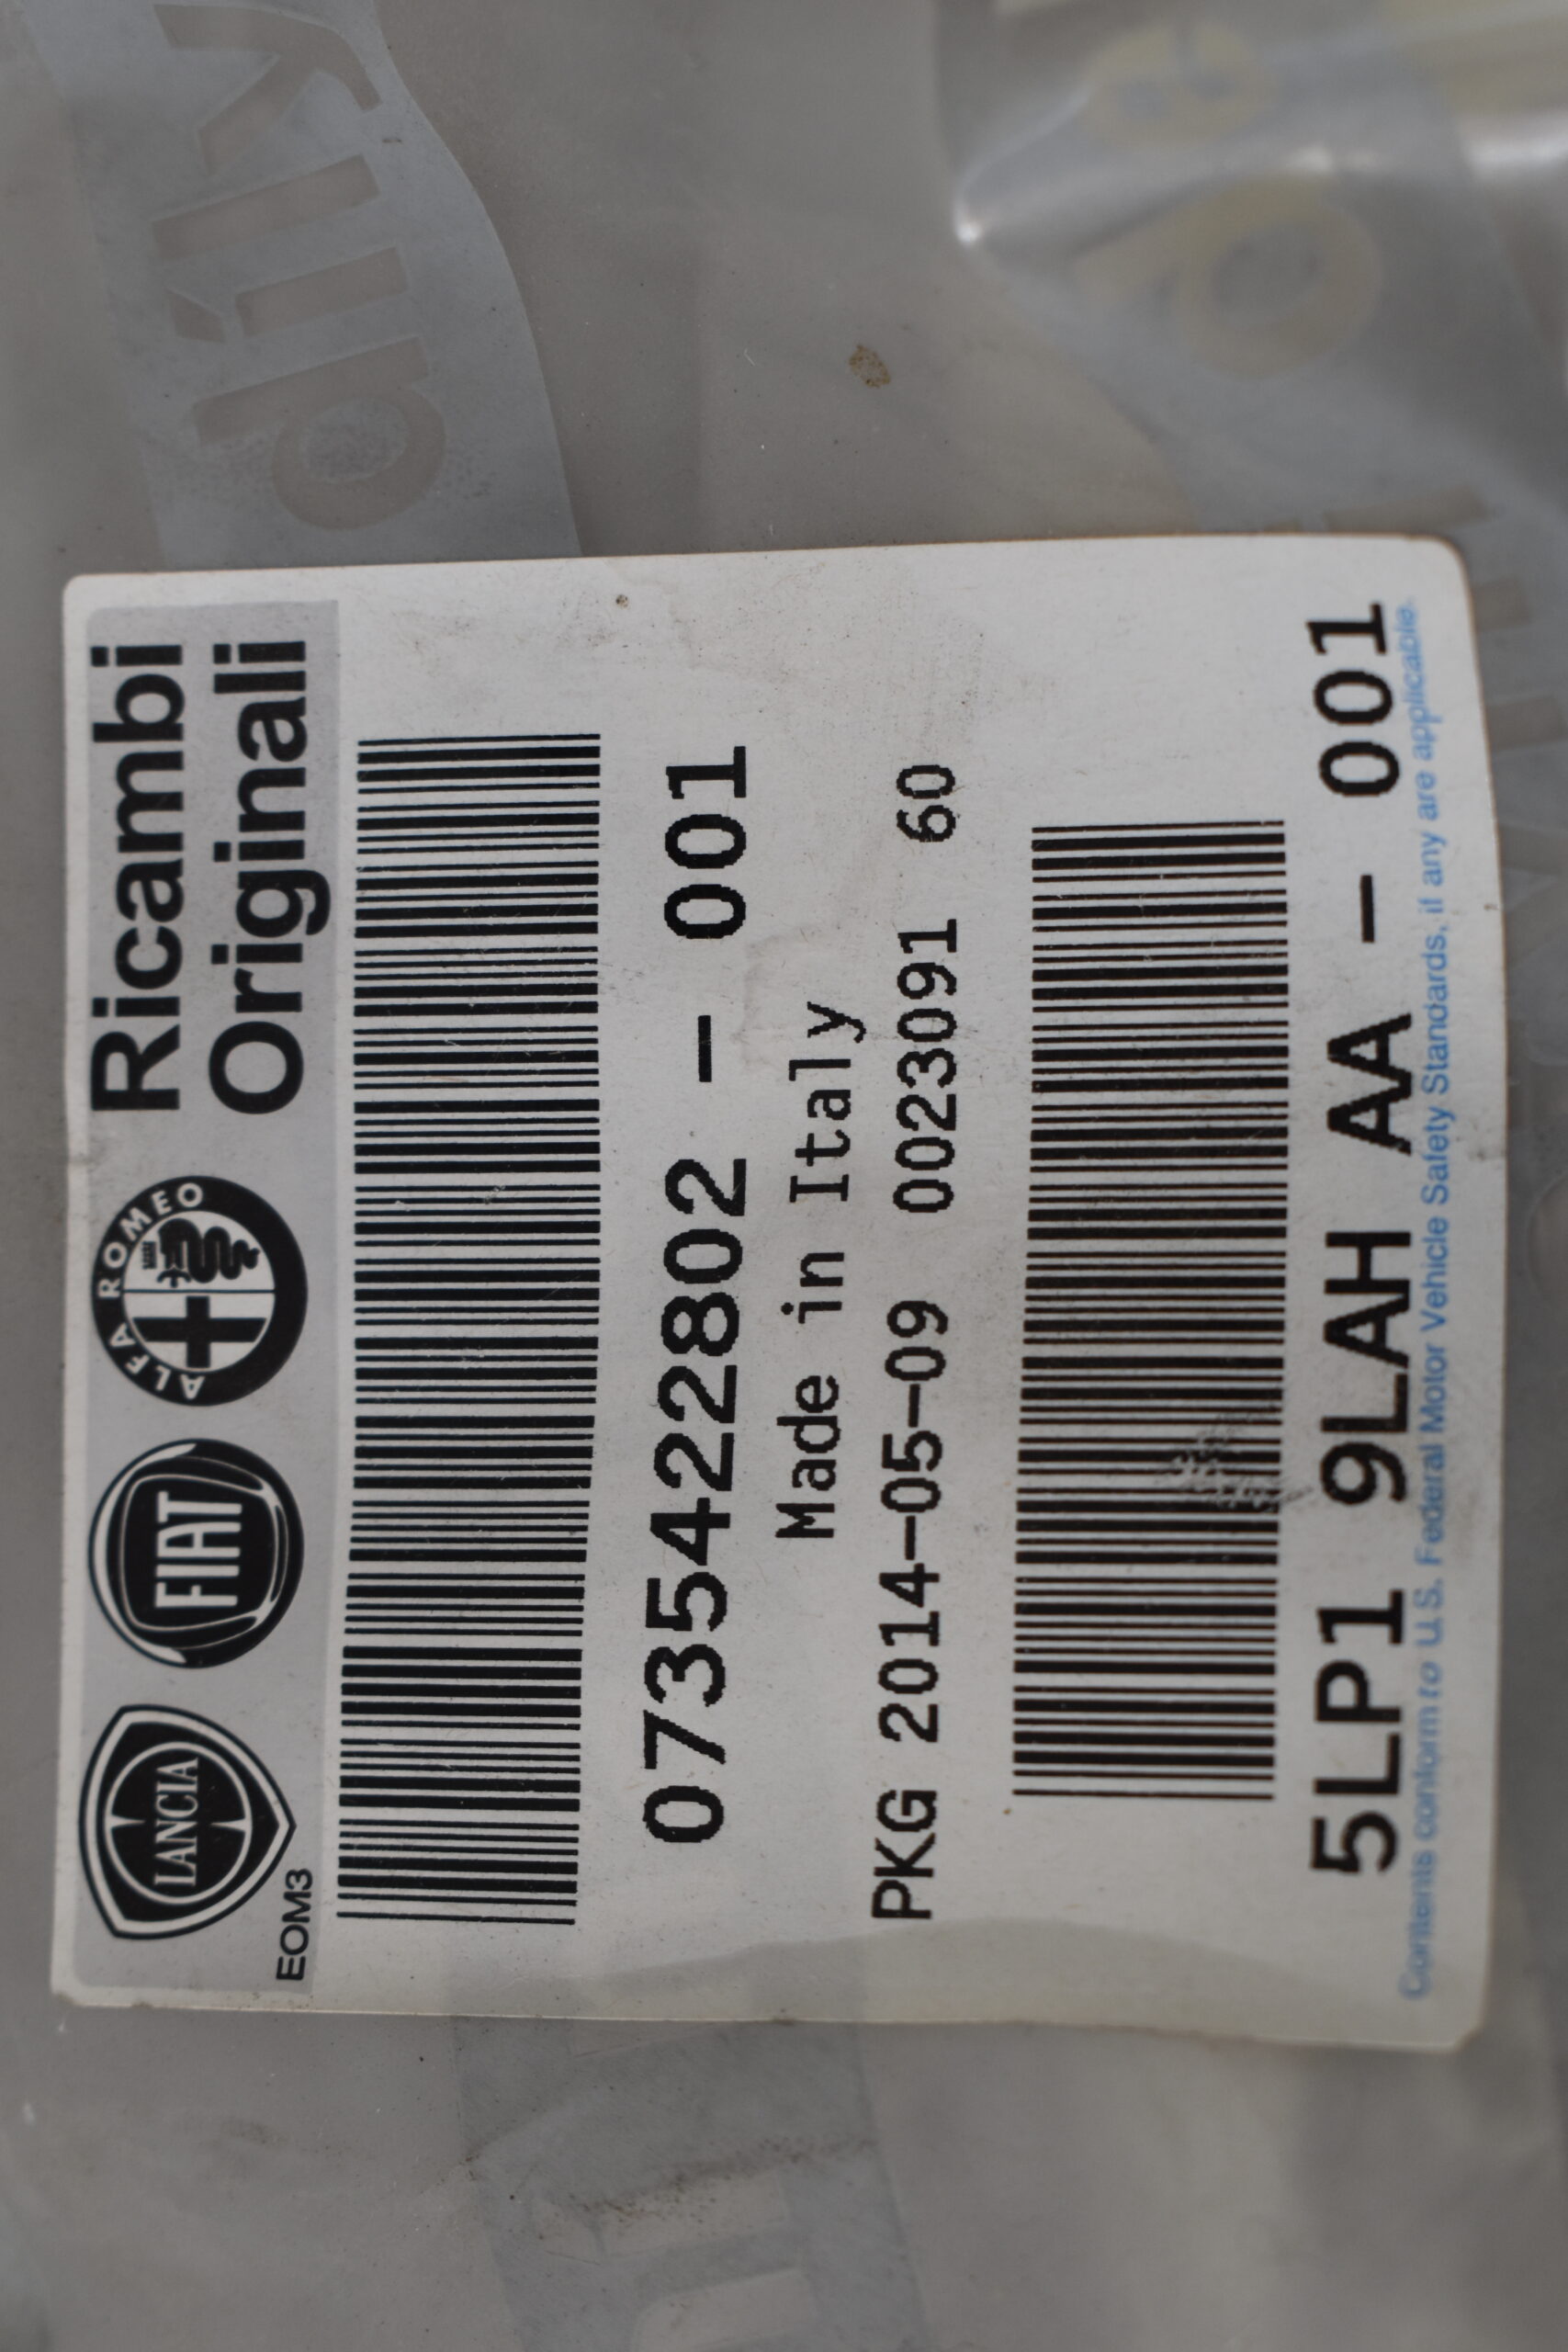 LANCIA
FIAT
ALFA ROMEO
Ricambi
Originali
EOM3
0735422802 - 001
Made in Italy
PKG 2014-05-09 0023091 60
5LP1 9LAH AA - 001
Contents conform to U.S. Federal Motor Vehicle Safety Standards, if any are applicable.